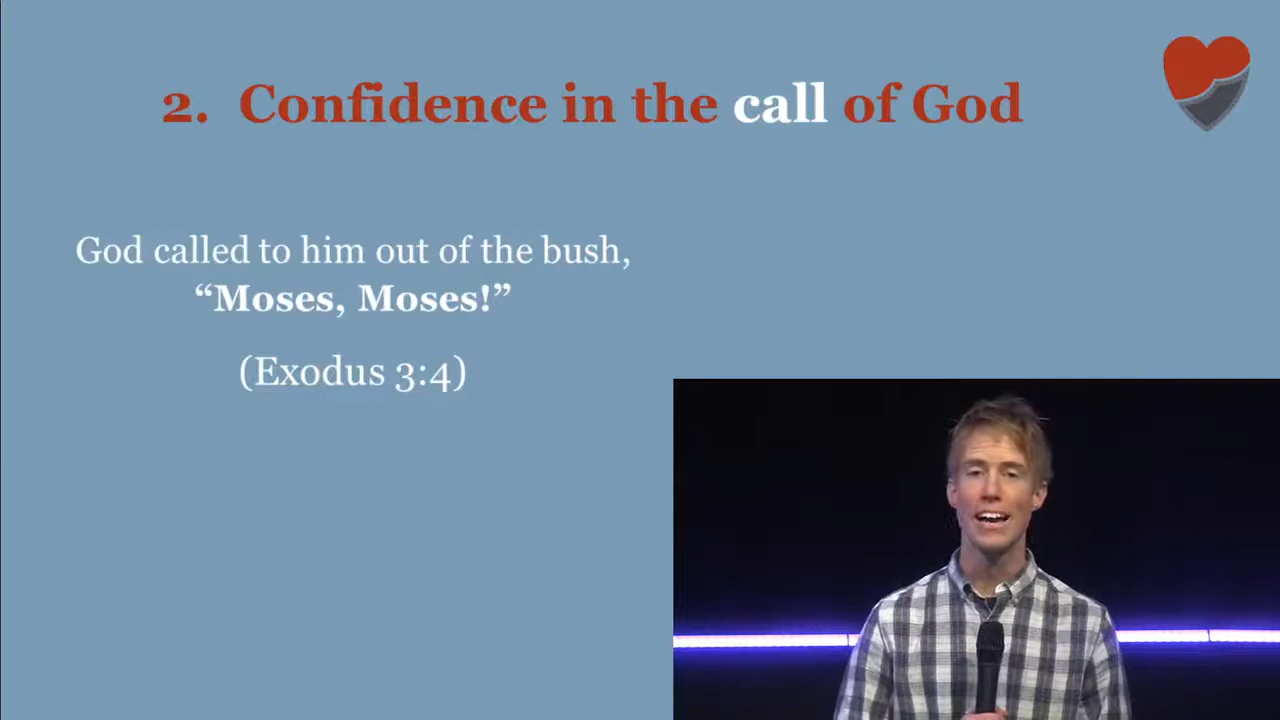 2. Confidence in the call of God
God called to him out of the bush,
“Moses, Moses!”
(Exodus 3:4)